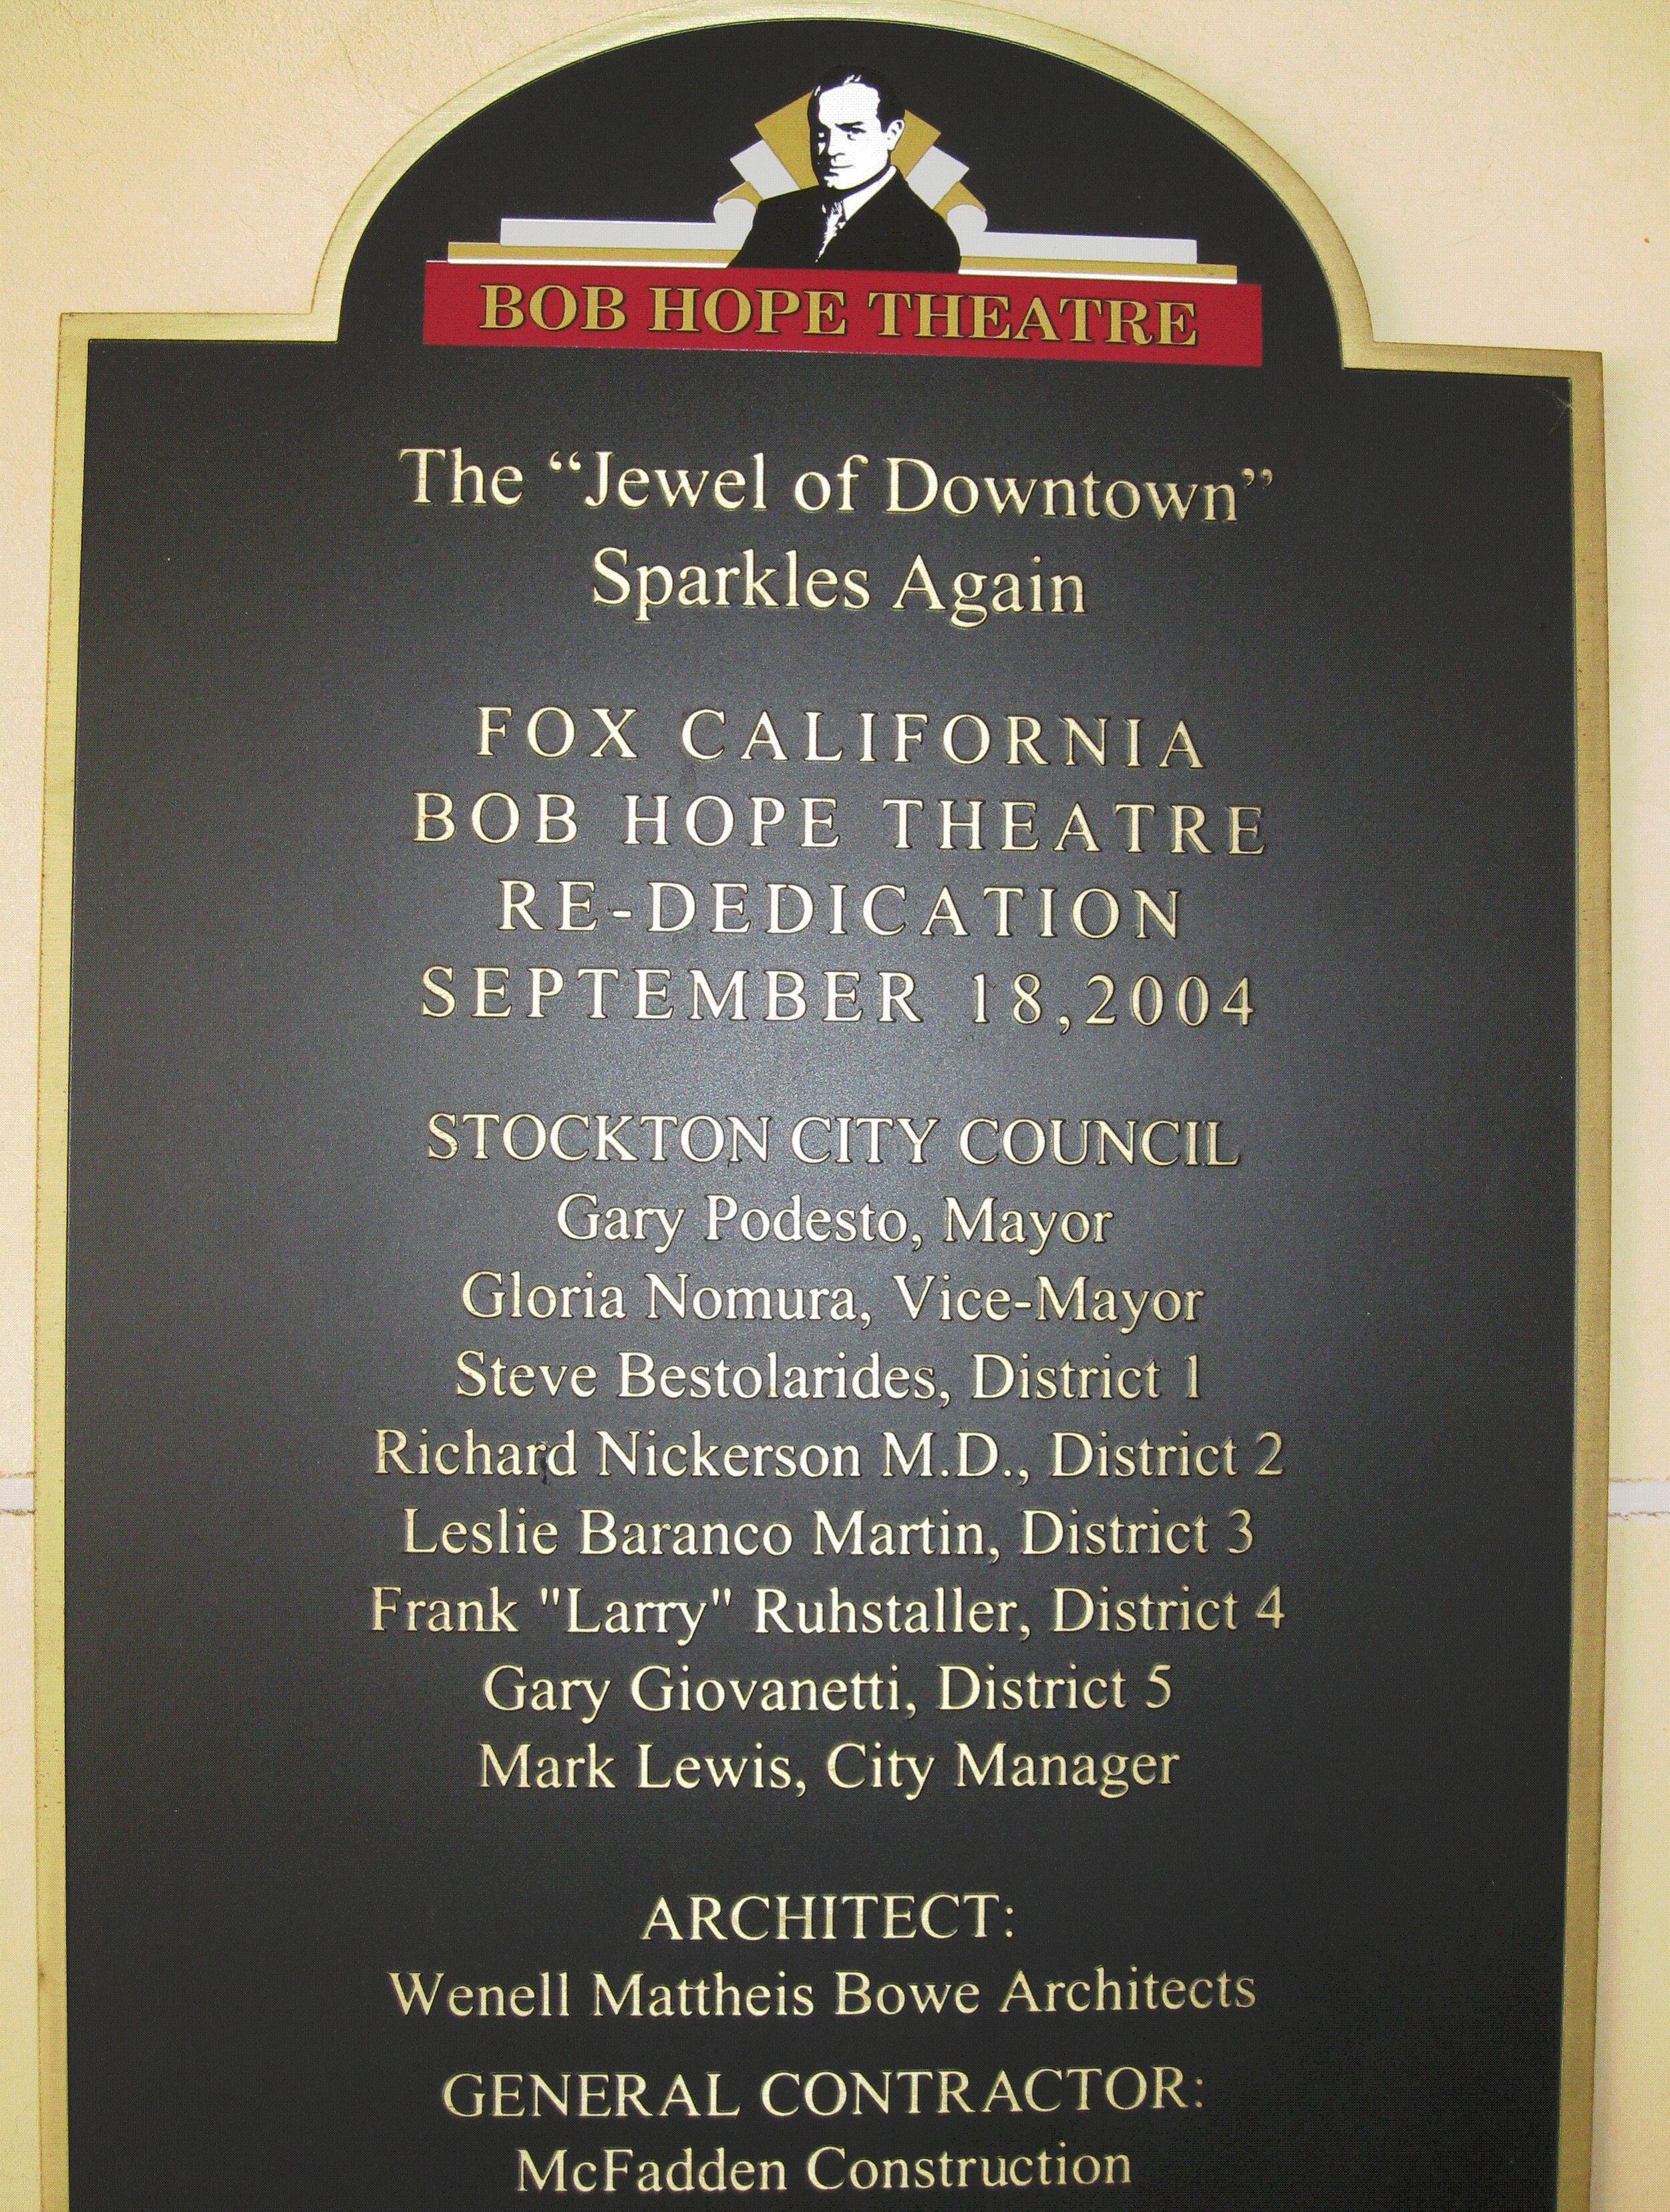 BOB HOPE THEATRE
The “Jewel of Downtown”
Sparkles Again
FOX CALIFORNIA
BOB HOPE THEATRE
RE-DEDICATION
SEPTEMBER 18,2004
STOCKTON CITY COUNCIL
Gary Podesto, Mayor
Gloria Nomura, Vice-Mayor
Steve Bestolarides, District 1
Richard Nickerson M.D., District 2
Leslie Baranco Martin, District 3
Frank "Larry" Ruhstaller, District 4
Gary Giovanetti, District 5
Mark Lewis, City Manager
ARCHITECT:
Wenell Mattheis Bowe Architects
GENERAL CONTRACTOR:
McFadden Construction